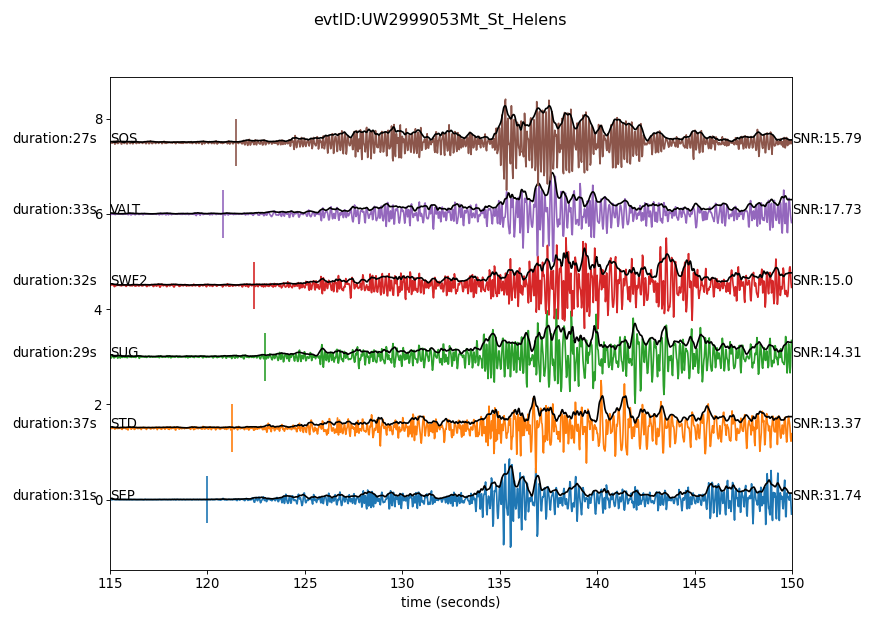 evtID:UW2999053Mt_St_Helens
8
duration:27s SOS SNR:15.79
duration:33s VALT SNR:17.73
6
duration:32s SWF2 SNR:15.0
4
duration:29s SUG SNR:14.31
2
duration:37s STD SNR:13.37
duration:31s SEP SNR:31.74
0
115 120 125 130 135 140 145 150
time (seconds)